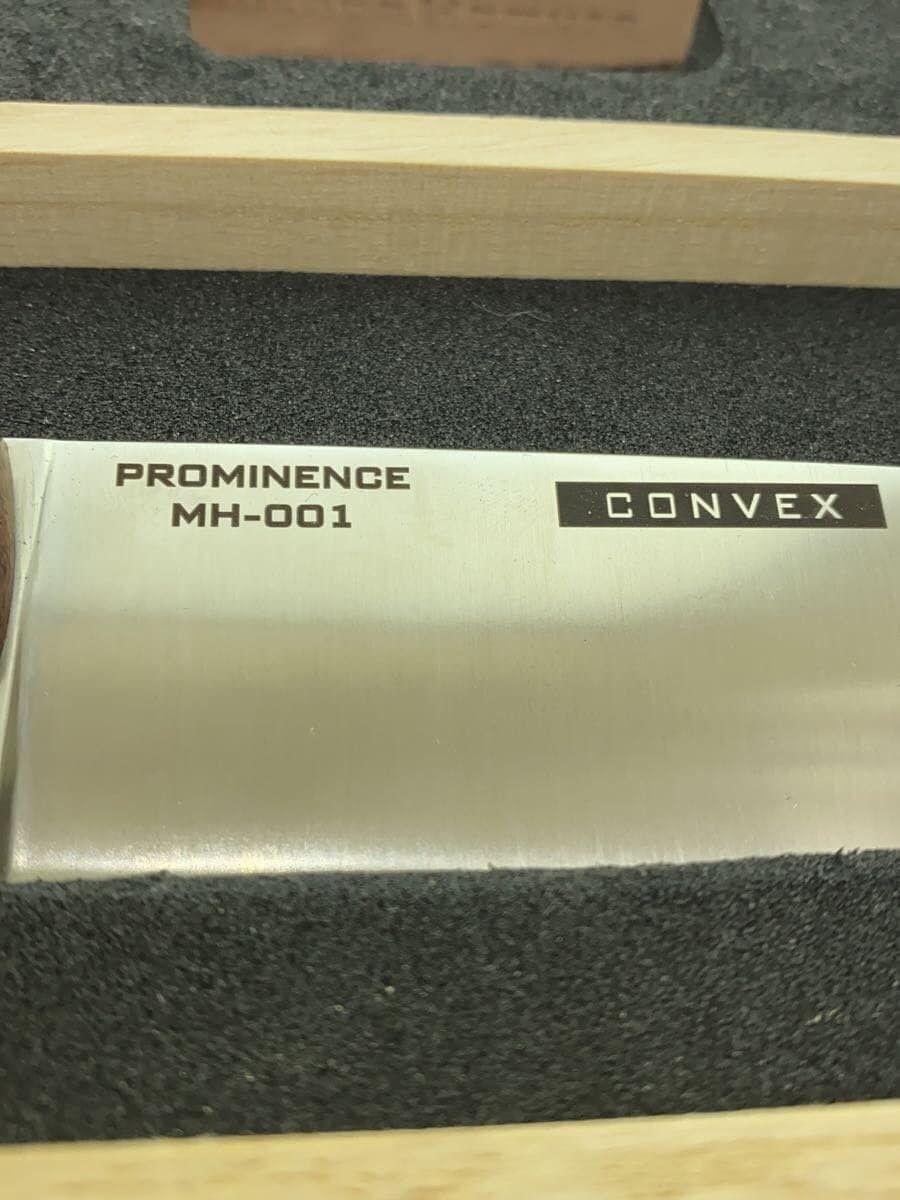 PROMINENCE
MH-001
CONVEX